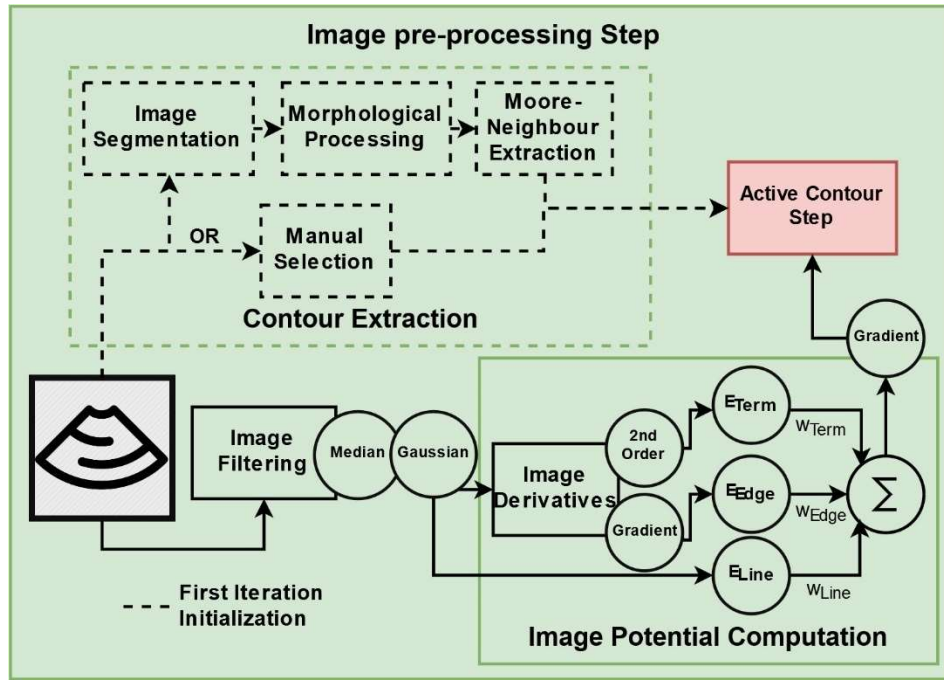 Image pre-processing Step
Image
Segmentation
Morphological
Processing
Moore-
Neighbour
Extraction
OR
Manual
Selection
Contour Extraction
Active Contour
Step
Gradient
Image
Filtering
Median
Gaussian
Image
Derivatives
2nd
Order
Gradient
ETerm
EEdge
ELine
WTerm
WEdge
WLine
Σ
First Iteration
Initialization
Image Potential Computation